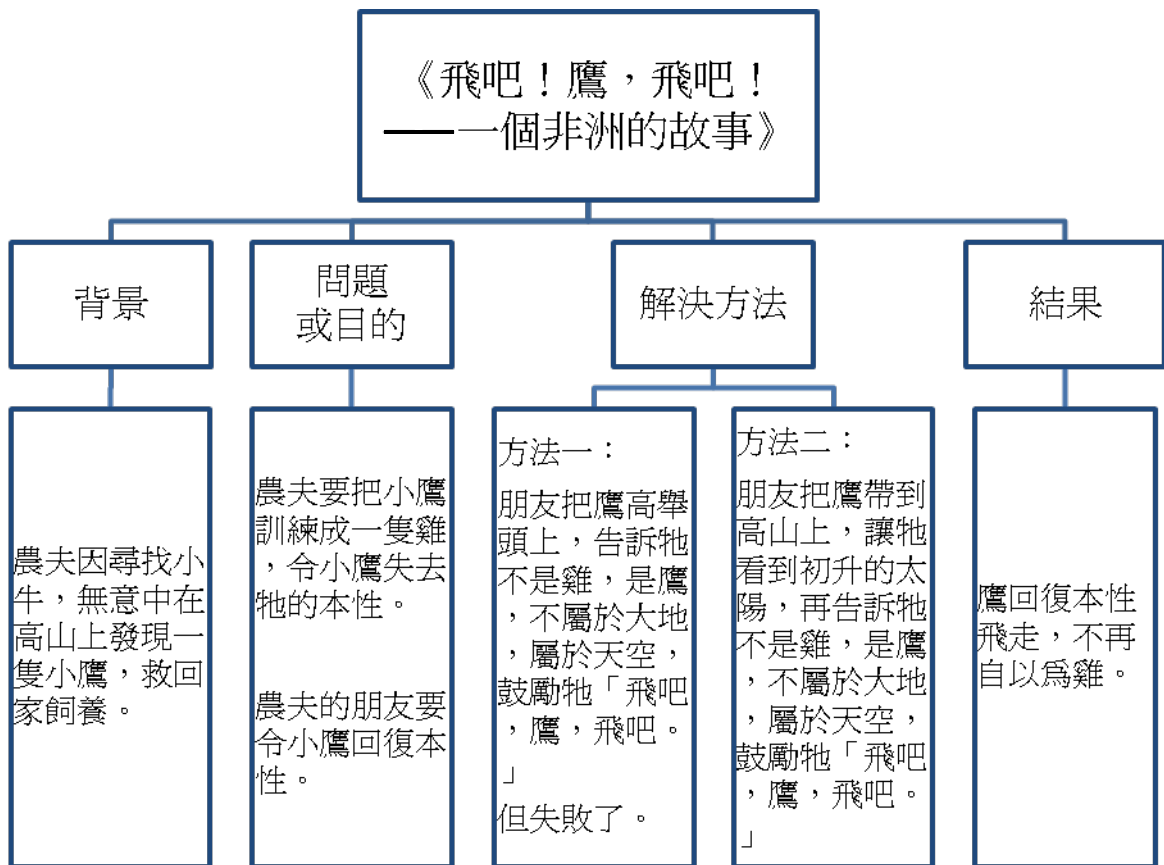 《飛吧！鷹，飛吧！
——一個非洲的故事》
背景
農夫因尋找小
牛，無意中在
高山上發現一
隻小鷹，救回
家飼養。
問題
或目的
農夫要把小鷹
訓練成一隻雞
，令小鷹失去
牠的本性。
農夫的朋友要
令小鷹回復本
性。
解決方法
方法一：
朋友把鷹高舉
頭上，告訴牠
不是雞，是鷹
，不屬於大地
，屬於天空，
鼓勵牠「飛吧
，鷹，飛吧。
」
但失敗了。
方法二：
朋友把鷹帶到
高山上，讓牠
看到初升的太
陽，再告訴牠
不是雞，是鷹
，不屬於大地
，屬於天空，
鼓勵牠「飛吧
，鷹，飛吧。
」
結果
鷹回復本性
飛走，不再
自以為雞。